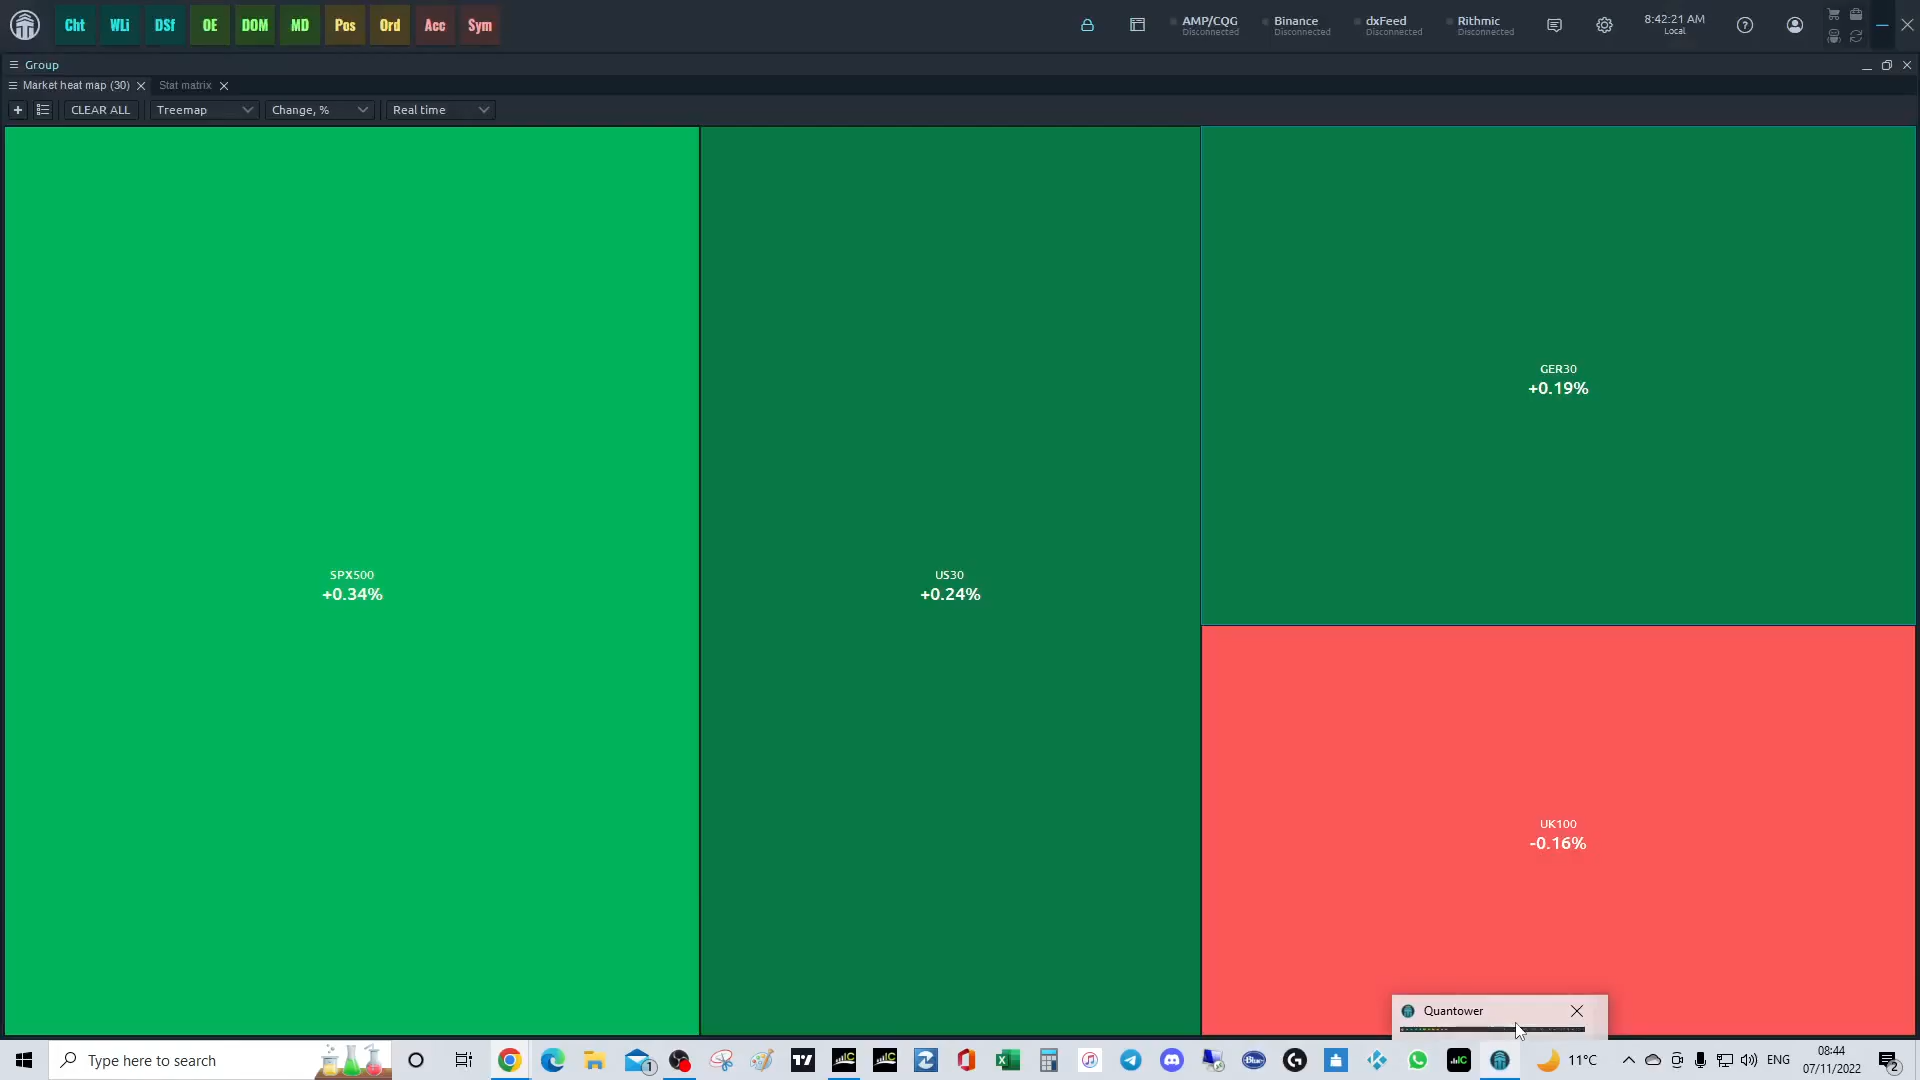 Cht WLi DSf OE DOM MD Pos Ord Acc Sym
AMP/CQG
Disconnected
Binance
Disconnected
dxFeed
Disconnected
Rithmic
Disconnected
8:42:21 AM
Local
Group
Market heat map (30)
Stat matrix
CLEAR ALL
Treemap
Change, %
Real time
SPX500
+0.34%
US30
+0.24%
GER30
+0.19%
UK100
-0.16%
Quantower
Type here to search
11°C
ENG
08:44
07/11/2022
2